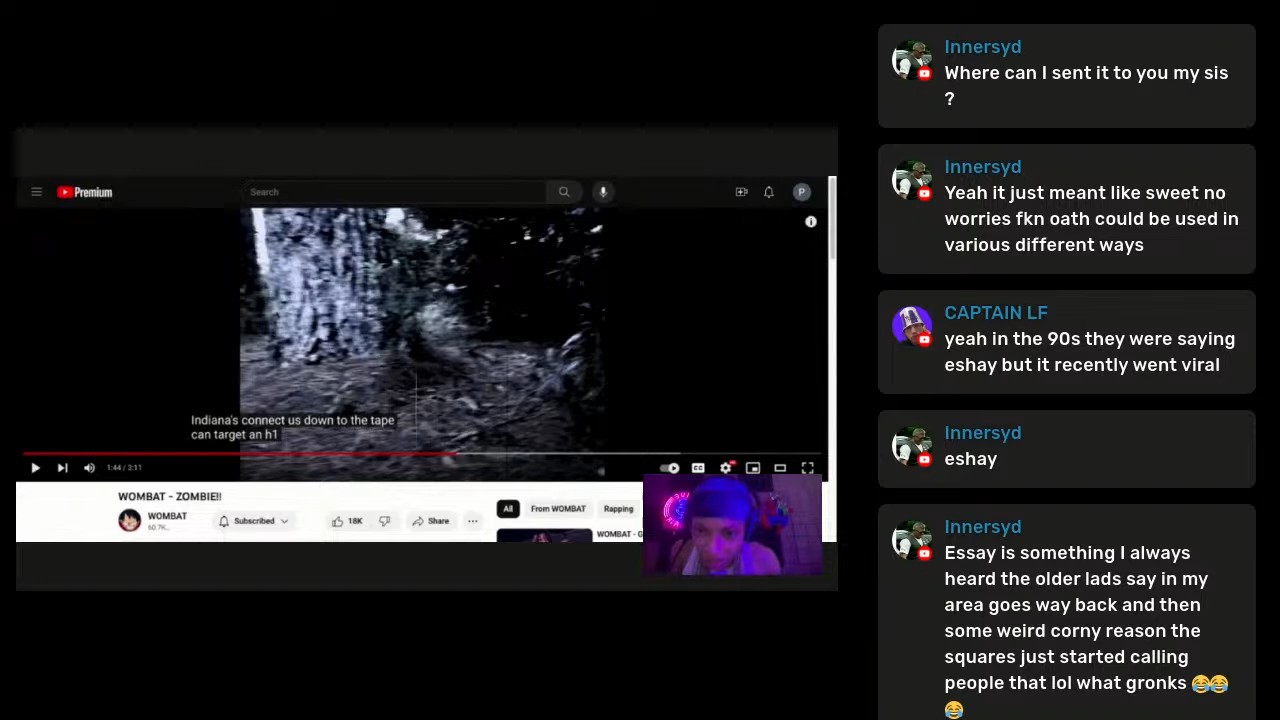 Premium
Search
P
Indiana's connect us down to the tape
can target an h1
1:44 / 3:11
CC
WOMBAT - ZOMBIE!!
WOMBAT
60.7K...
Subscribed
18K
Share
...
All
From WOMBAT
Rapping
WOMBAT - G
Innersyd
Where can I sent it to you my sis
?
Innersyd
Yeah it just meant like sweet no
worries fkn oath could be used in
various different ways
CAPTAIN LF
yeah in the 90s they were saying
eshay but it recently went viral
Innersyd
eshay
Innersyd
Essay is something I always
heard the older lads say in my
area goes way back and then
some weird corny reason the
squares just started calling
people that lol what gronks 😂😂
😂